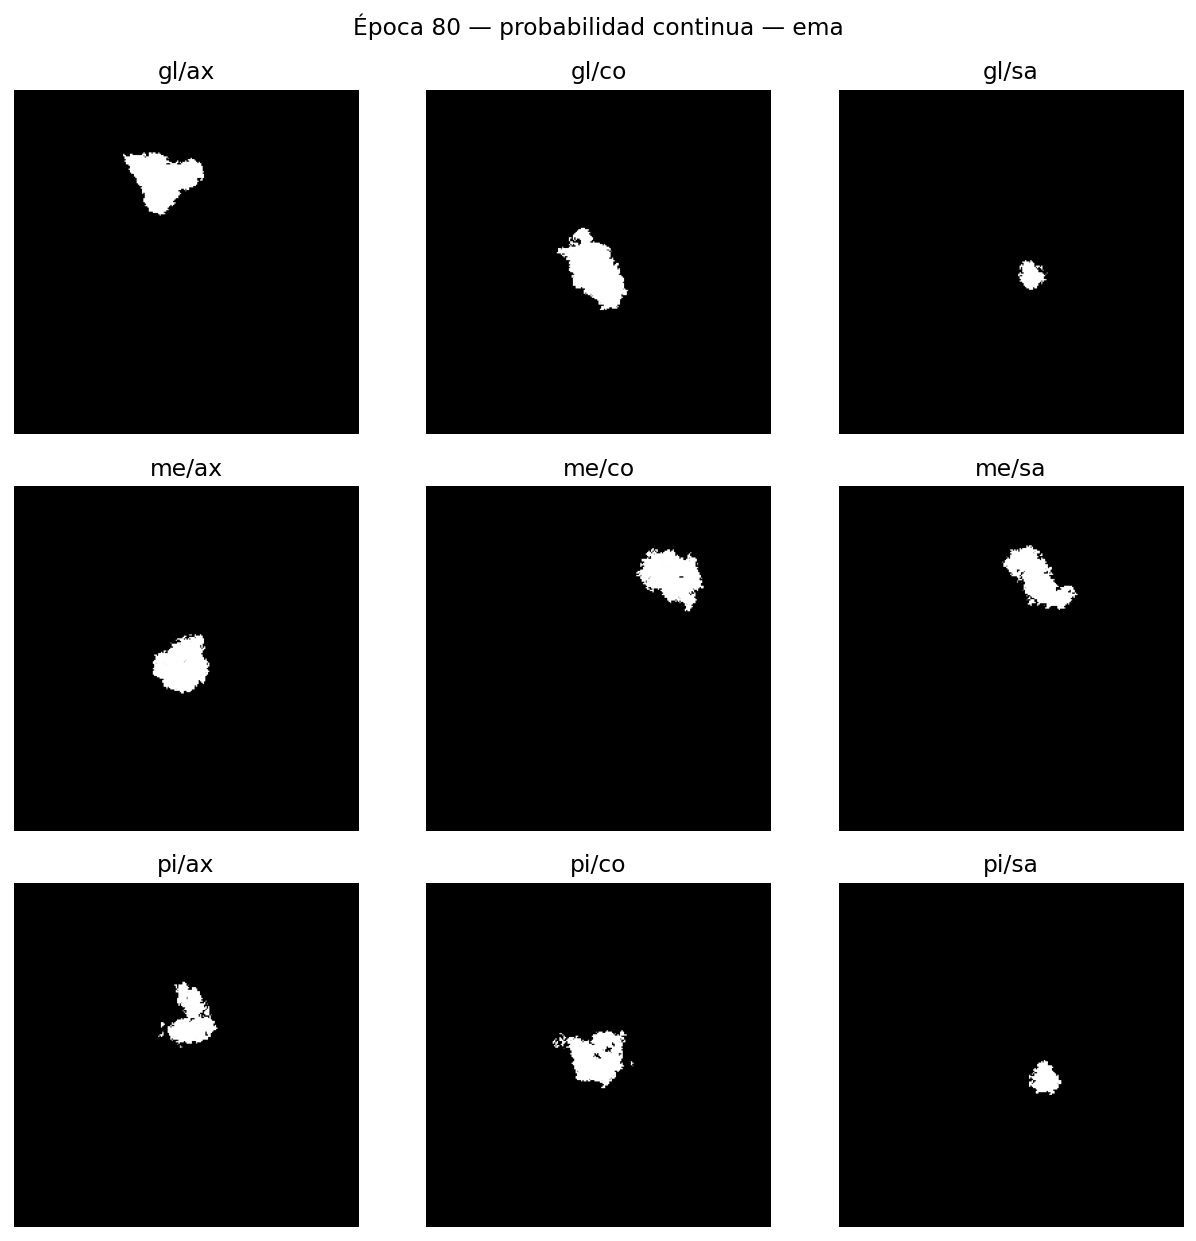 Época 80 — probabilidad continua — ema
gl/ax
gl/co
gl/sa
me/ax
me/co
me/sa
pi/ax
pi/co
pi/sa